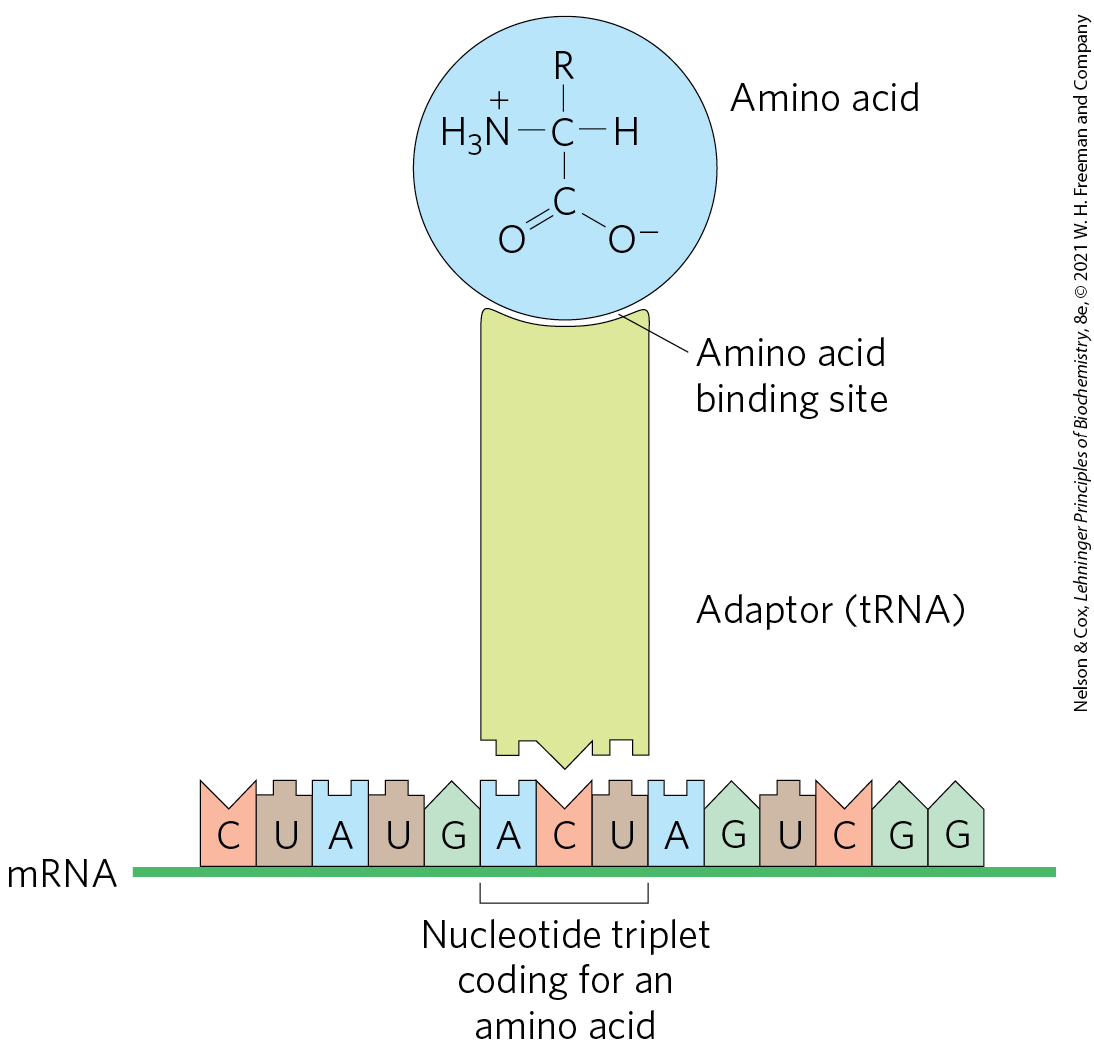 R
+
H3N C H
C
O O−
Amino acid
Amino acid
binding site
Adaptor (tRNA)
C U A U G A C U A G U C G G
mRNA
Nucleotide triplet
coding for an
amino acid
Nelson & Cox, Lehninger Principles of Biochemistry, 8e, © 2021 W. H. Freeman and Company